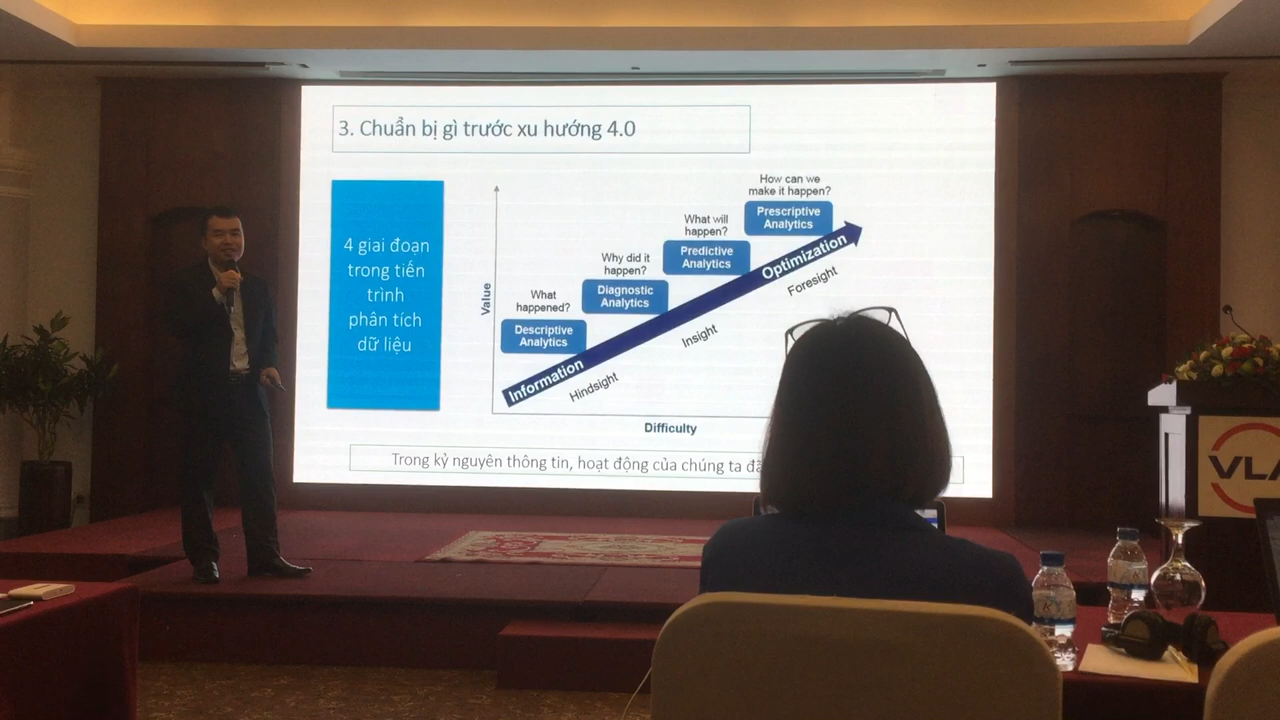 3. Chuẩn bị gì trước xu hướng 4.0
4 giai đoạn
trong tiến
trình
phân tích
dữ liệu
Value
How can we
make it happen?
Prescriptive
Analytics
What will
happen?
Predictive
Analytics
Why did it
happen?
Diagnostic
Analytics
What
happened?
Descriptive
Analytics
Information
Optimization
Hindsight
Insight
Foresight
Difficulty
Trong kỷ nguyên thông tin, hoạt động của chúng ta
VLA